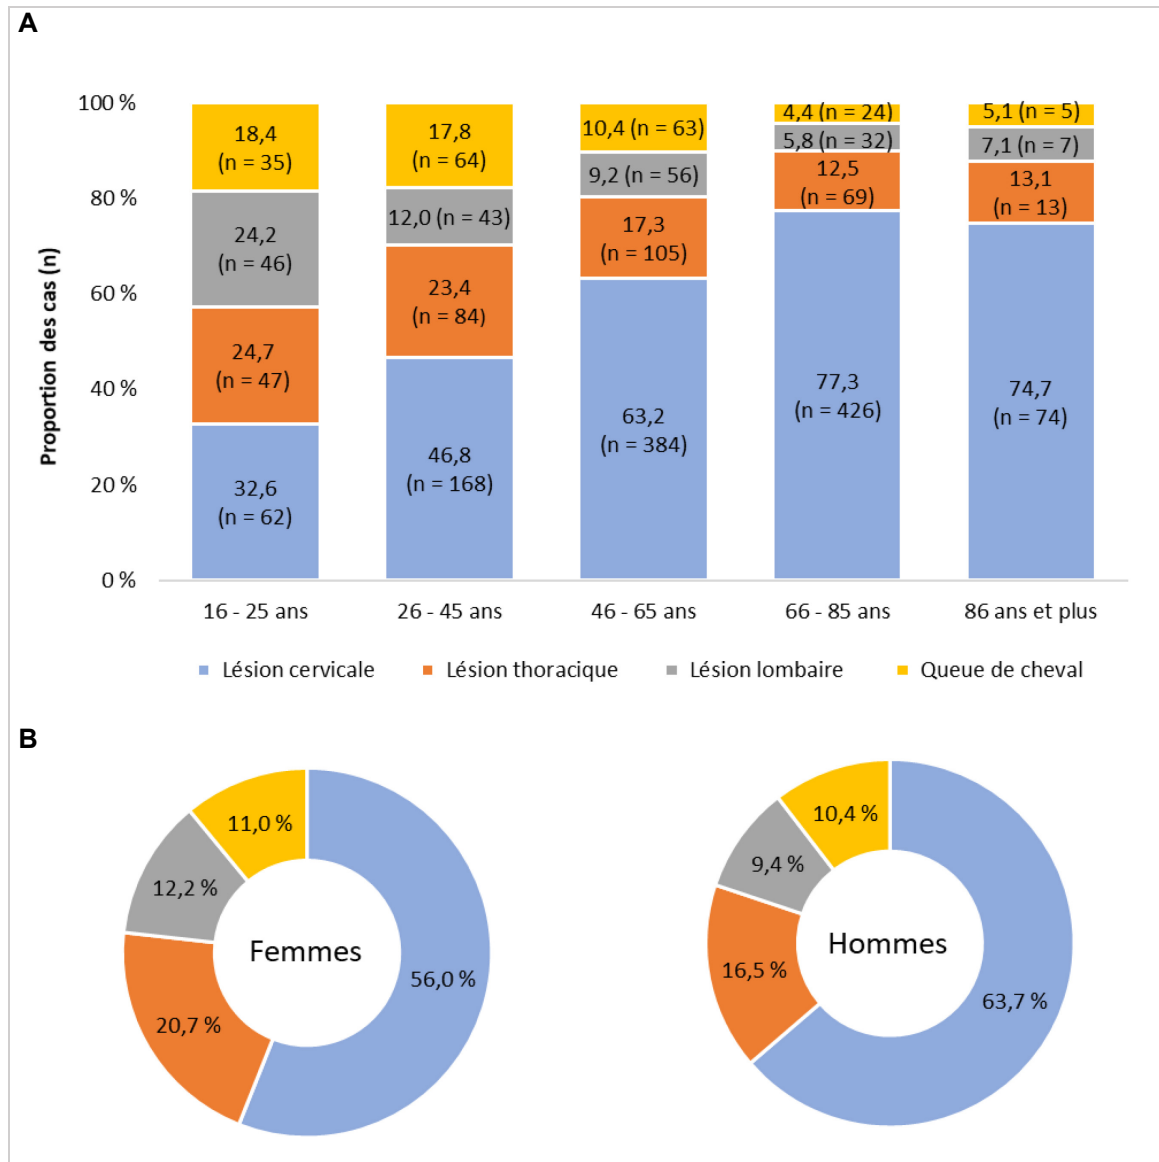 A
Proportion des cas (n)
100 %
80 %
60 %
40 %
20 %
0 %
18,4
(n = 35)
24,2
(n = 46)
24,7
(n = 47)
32,6
(n = 62)
17,8
(n = 64)
12,0 (n = 43)
23,4
(n = 84)
46,8
(n = 168)
10,4 (n = 63)
9,2 (n = 56)
17,3
(n = 105)
63,2
(n = 384)
4,4 (n = 24)
5,8 (n = 32)
12,5
(n = 69)
77,3
(n = 426)
5,1 (n = 5)
7,1 (n = 7)
13,1
(n = 13)
74,7
(n = 74)
16 - 25 ans
26 - 45 ans
46 - 65 ans
66 - 85 ans
86 ans et plus
Lésion cervicale
Lésion thoracique
Lésion lombaire
Queue de cheval
B
11,0 %
12,2 %
20,7 %
56,0 %
Femmes
10,4 %
9,4 %
16,5 %
63,7 %
Hommes